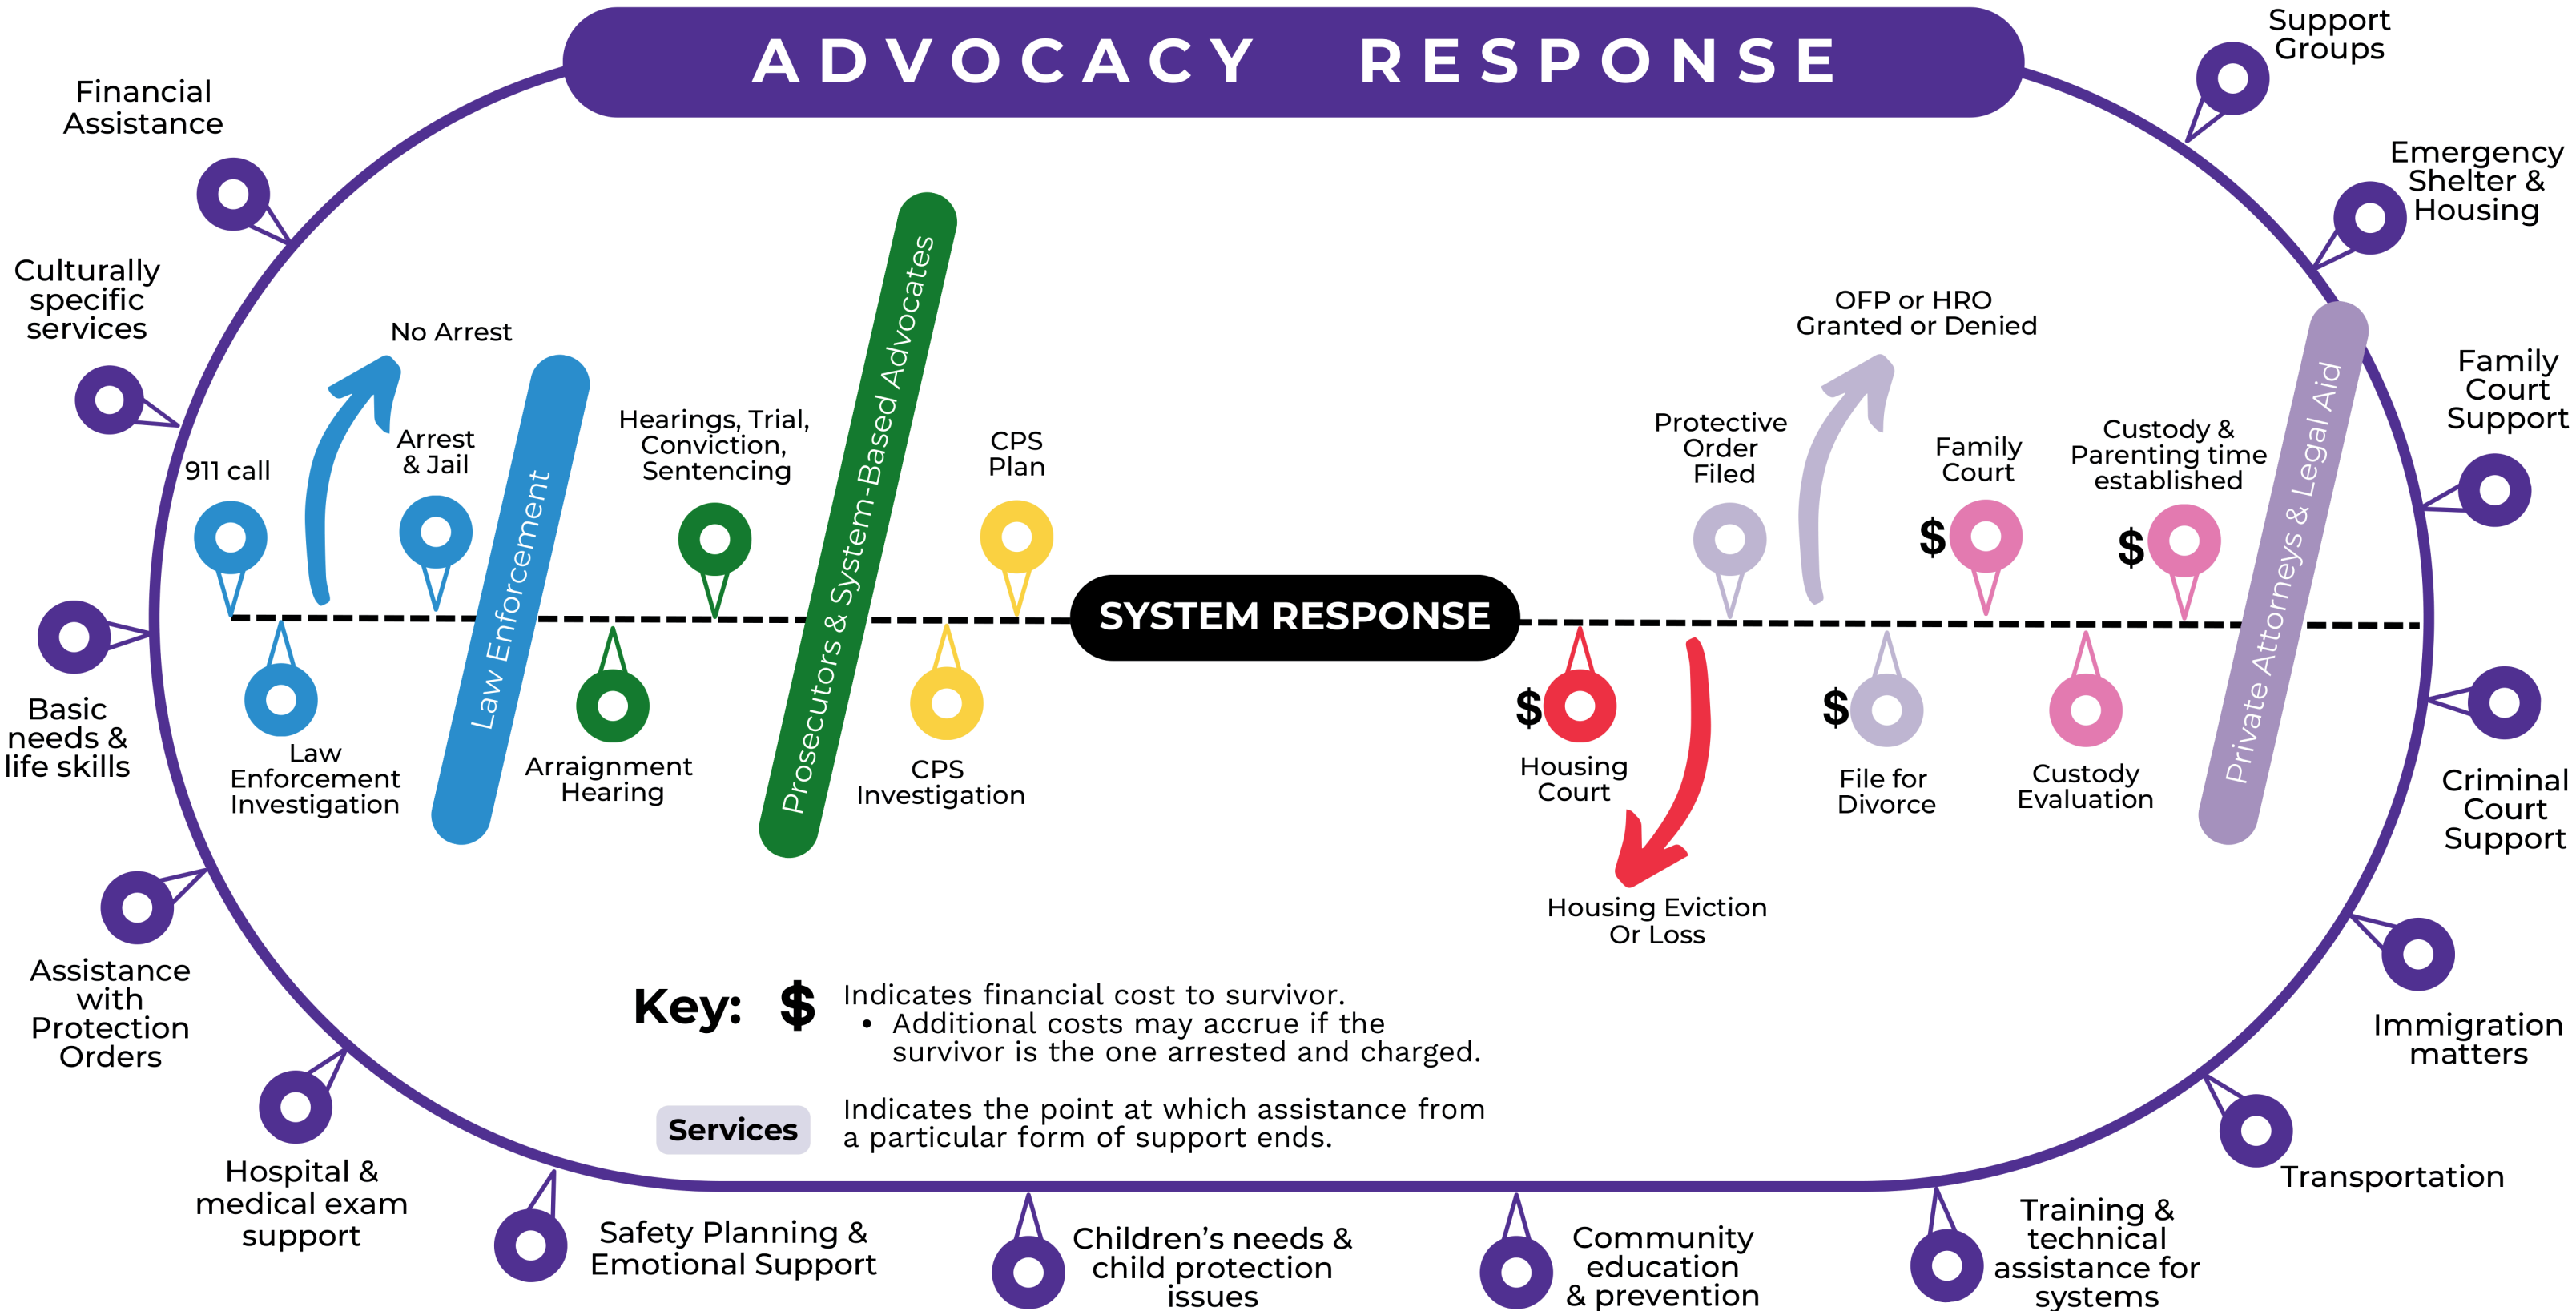 ADVOCACY RESPONSE
Support
Groups
Financial
Assistance
Emergency
Shelter &
Housing
Culturally
specific
services
Family
Court
Support
Basic
needs &
life skills
Criminal
Court
Support
Assistance
with
Protection
Orders
Immigration
matters
Hospital &
medical exam
support
Transportation
Safety Planning &
Emotional Support
Children's needs &
child protection
issues
Community
education
& prevention
Training &
technical
assistance for
systems
911 call
No Arrest
Arrest
& Jail
Law
Enforcement
Investigation
Law Enforcement
Hearings, Trial,
Conviction,
Sentencing
Arraignment
Hearing
Prosecutors & System-Based Advocates
CPS
Plan
CPS
Investigation
SYSTEM RESPONSE
$
Housing
Court
Housing Eviction
Or Loss
Protective
Order
Filed
OFP or HRO
Granted or Denied
$
File for
Divorce
$
Family
Court
Custody
Evaluation
$
Custody &
Parenting time
established
Private Attorneys & Legal Aid
Key: $ Indicates financial cost to survivor.
• Additional costs may accrue if the
survivor is the one arrested and charged.
Services Indicates the point at which assistance from
a particular form of support ends.